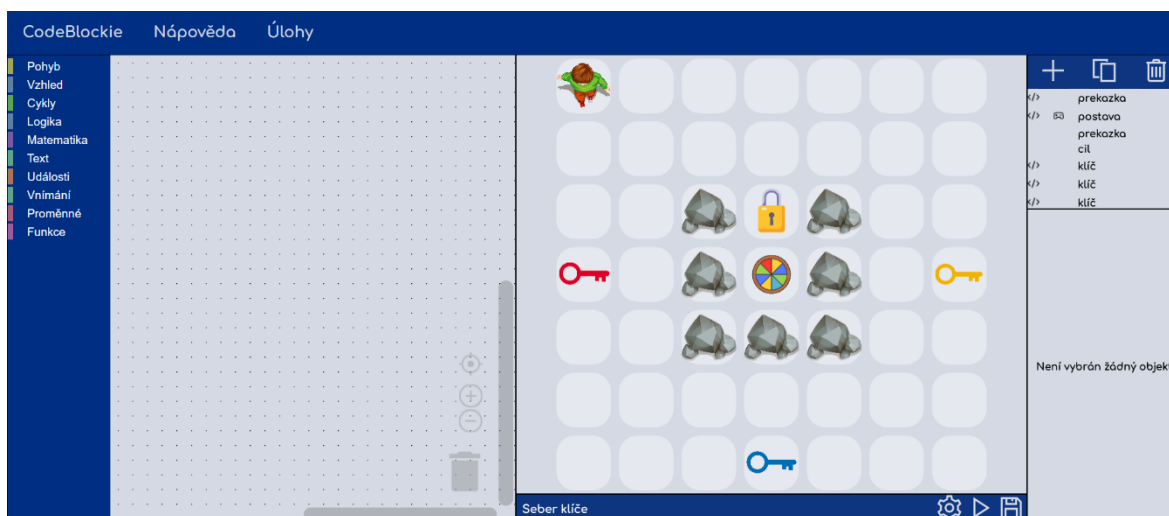 CodeBlockie Nápověda Úlohy
Pohyb
Vzhled
Cykly
Logika
Matematika
Text
Události
Vnímání
Proměnné
Funkce
</> prekazka
</> postava
prekazka
cil
</> klíč
</> klíč
</> klíč
Není vybrán žádný objekt
Seber klíče